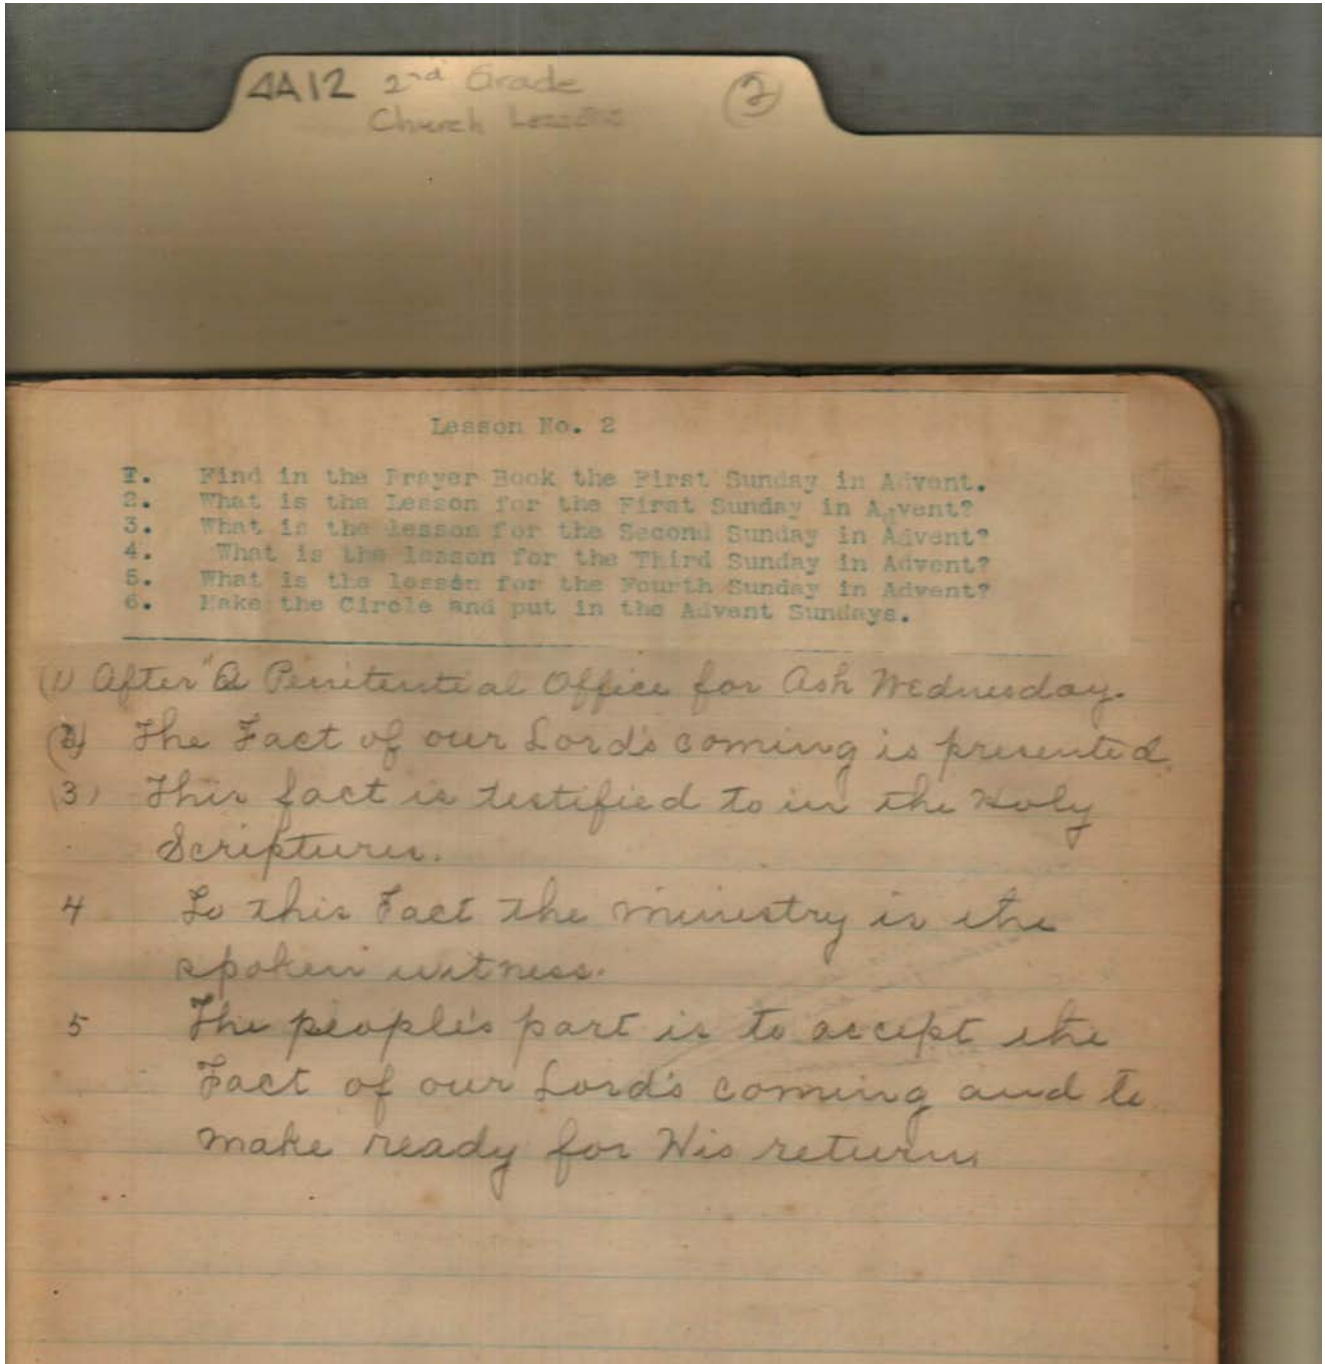 AA12 2nd Grade (2)
Church Lessons
Lesson No. 2
1. Find in the Prayer Book the First Sunday in Advent.
2. What is the Lesson for the First Sunday in Advent?
3. What is the lesson for the Second Sunday in Advent?
4. What is the lesson for the Third Sunday in Advent?
5. What is the lesson for the Fourth Sunday in Advent?
6. Make the Circle and put in the Advent Sundays.
(1) After "A Penitential Office for Ash Wednesday.
(2) The Fact of our Lord's coming is presented.
(3) This fact is testified to in the Holy
Scriptures.
4 To this Fact the ministry is the
spoken witness.
5 The people's part is to accept the
Fact of our Lord's coming and to
make ready for His return.